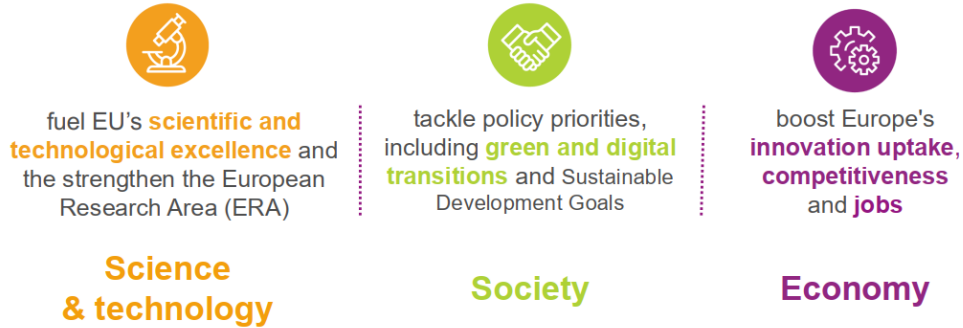 fuel EU's scientific and
technological excellence and
the strengthen the European
Research Area (ERA)
Science
& technology
tackle policy priorities,
including green and digital
transitions and Sustainable
Development Goals
Society
boost Europe's
innovation uptake,
competitiveness
and jobs
Economy